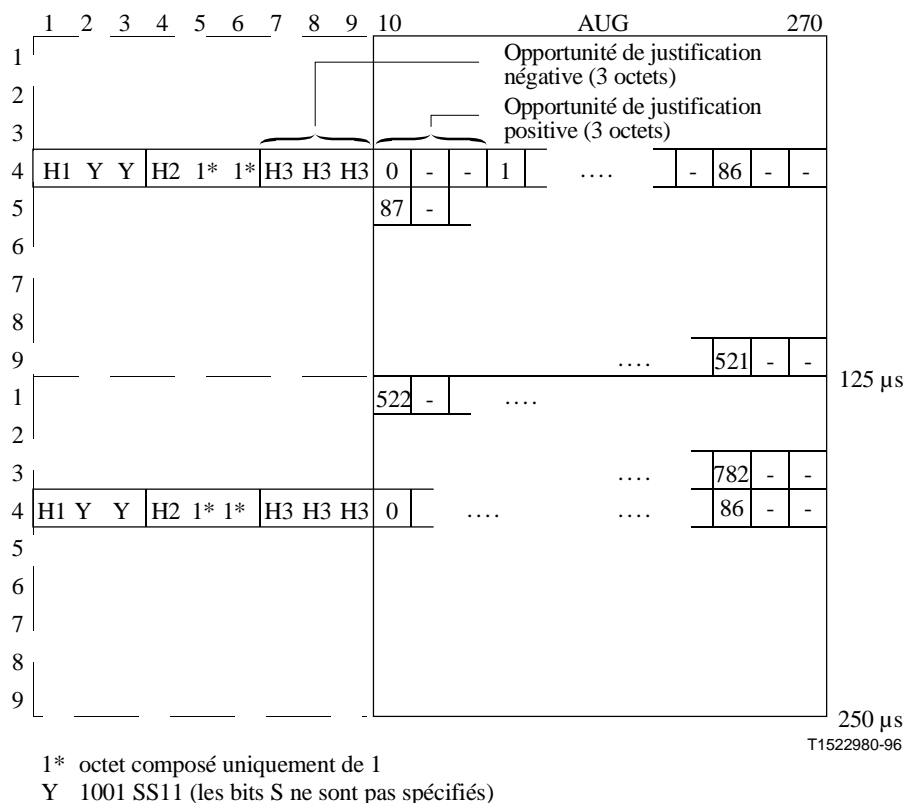 1 2 3 4 5 6 7 8 9 10 AUG 270
1
Opportunité de justification
négative (3 octets)
2
Opportunité de justification
positive (3 octets)
3
4 H1 Y Y H2 1* 1* H3 H3 H3 0 - - 1 .... - 86 - -
5 87 -
6
7
8
9 .... 521 - -
125 µs
1 522 - ....
2
3 .... 782 - -
4 H1 Y Y H2 1* 1* H3 H3 H3 0 .... .... 86 - -
5
6
7
8
9
250 µs
T1522980-96
1* octet composé uniquement de 1
Y 1001 SS11 (les bits S ne sont pas spécifiés)